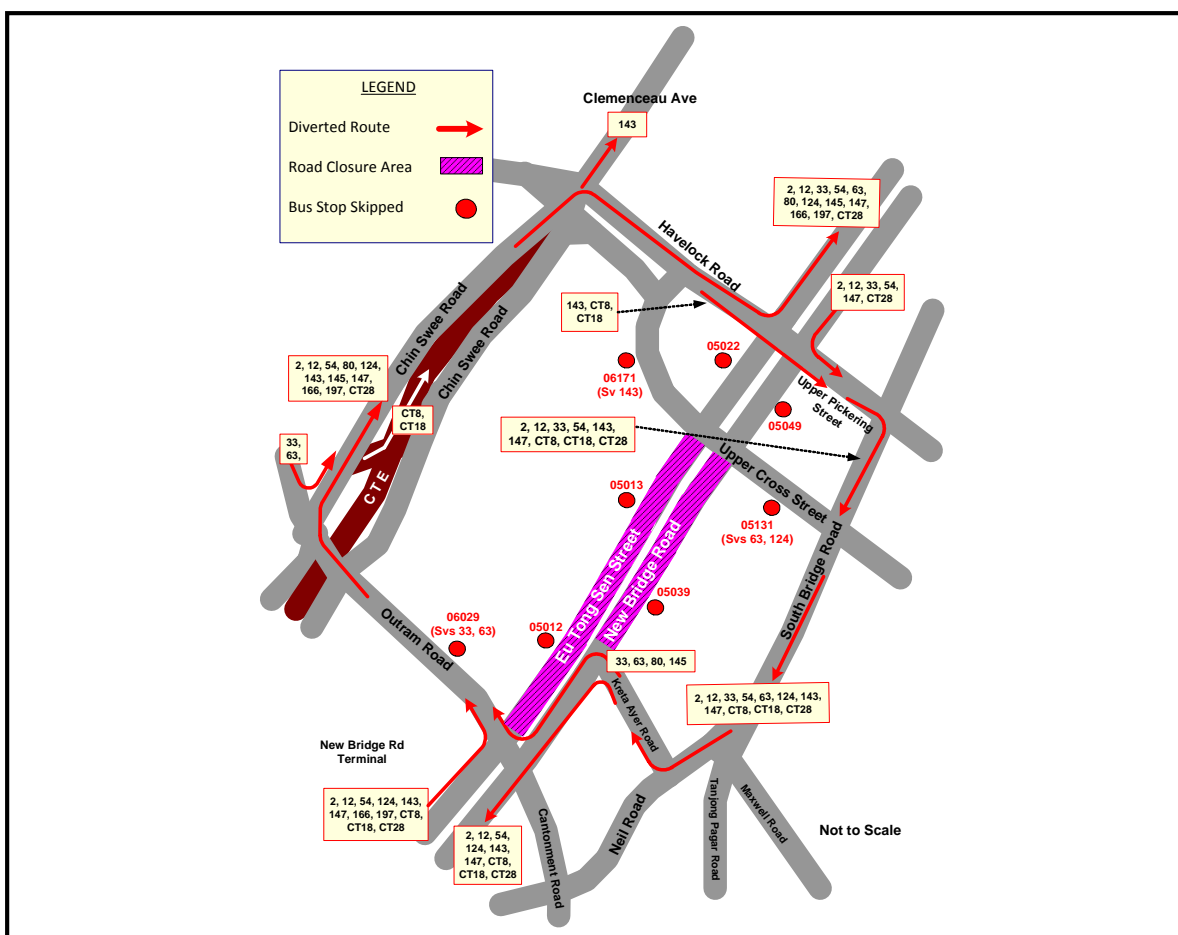 LEGEND
Diverted Route
Road Closure Area
Bus Stop Skipped
Clemenceau Ave
143
2, 12, 33, 54, 63,
80, 124, 145, 147,
166, 197, CT28
Havelock Road
2, 12, 33, 54,
147, CT28
143, CT8,
CT18
Chin Swee Road
Chin Swee Road
05022
06171
(Sv 143)
Upper Pickering
Street
2, 12, 54, 80, 124,
143, 145, 147,
166, 197, CT28
CT8,
CT18
05049
2, 12, 33, 54, 143,
147, CT8, CT18, CT28
33,
63,
CTE
Upper Cross Street
05013
05131
(Svs 63, 124)
Eu Tong Sen Street
New Bridge Road
South Bridge Road
05039
06029
(Svs 33, 63)
05012
Outram Road
33, 63, 80, 145
Kreta Ayer Road
2, 12, 33, 54, 63, 124, 143,
147, CT8, CT18, CT28
New Bridge Rd
Terminal
2, 12, 54, 124, 143,
147, 166, 197, CT8,
CT18, CT28
2, 12, 54,
124, 143,
147, CT8,
CT18, CT28
Cantonment Road
Neil Road
Tanjong Pagar Road
Maxwell Road
Not to Scale